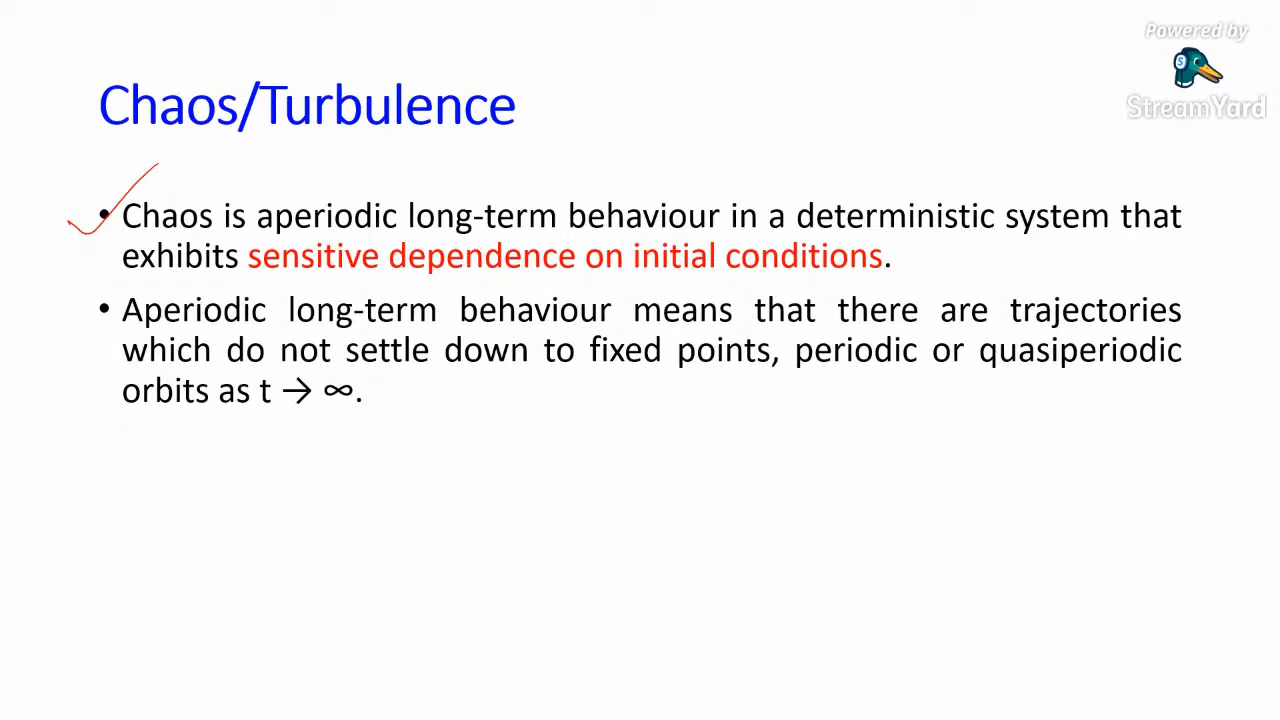 Powered by
StreamYard
Chaos/Turbulence
• Chaos is aperiodic long-term behaviour in a deterministic system that
exhibits sensitive dependence on initial conditions.
• Aperiodic long-term behaviour means that there are trajectories
which do not settle down to fixed points, periodic or quasiperiodic
orbits as t → ∞.